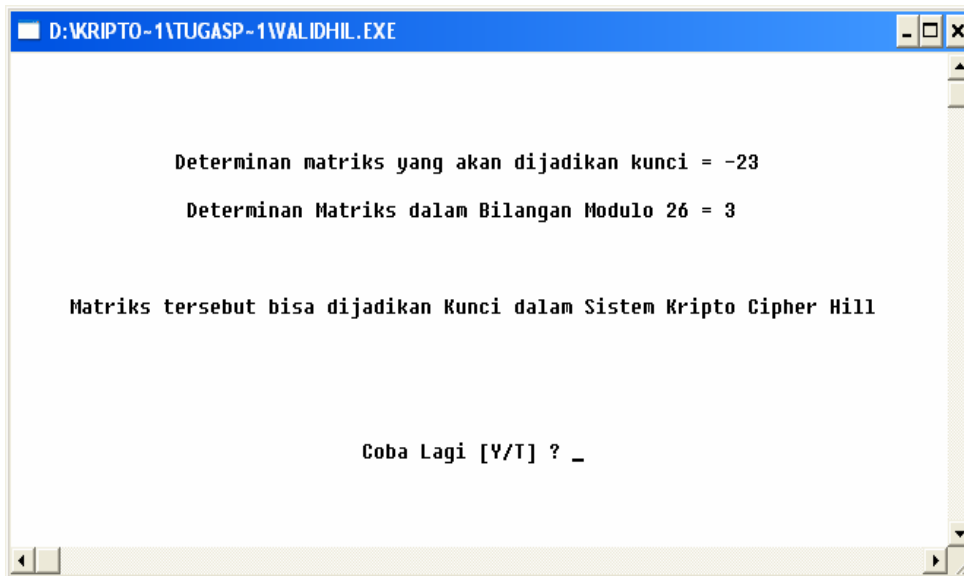 D:\KRIPTO~1\TUGASP~1\VALIDHIL.EXE
Determinan matriks yang akan dijadikan kunci = -23
Determinan Matriks dalam Bilangan Modulo 26 = 3
Matriks tersebut bisa dijadikan Kunci dalam Sistem Kripto Cipher Hill
Coba Lagi [Y/T] ? _